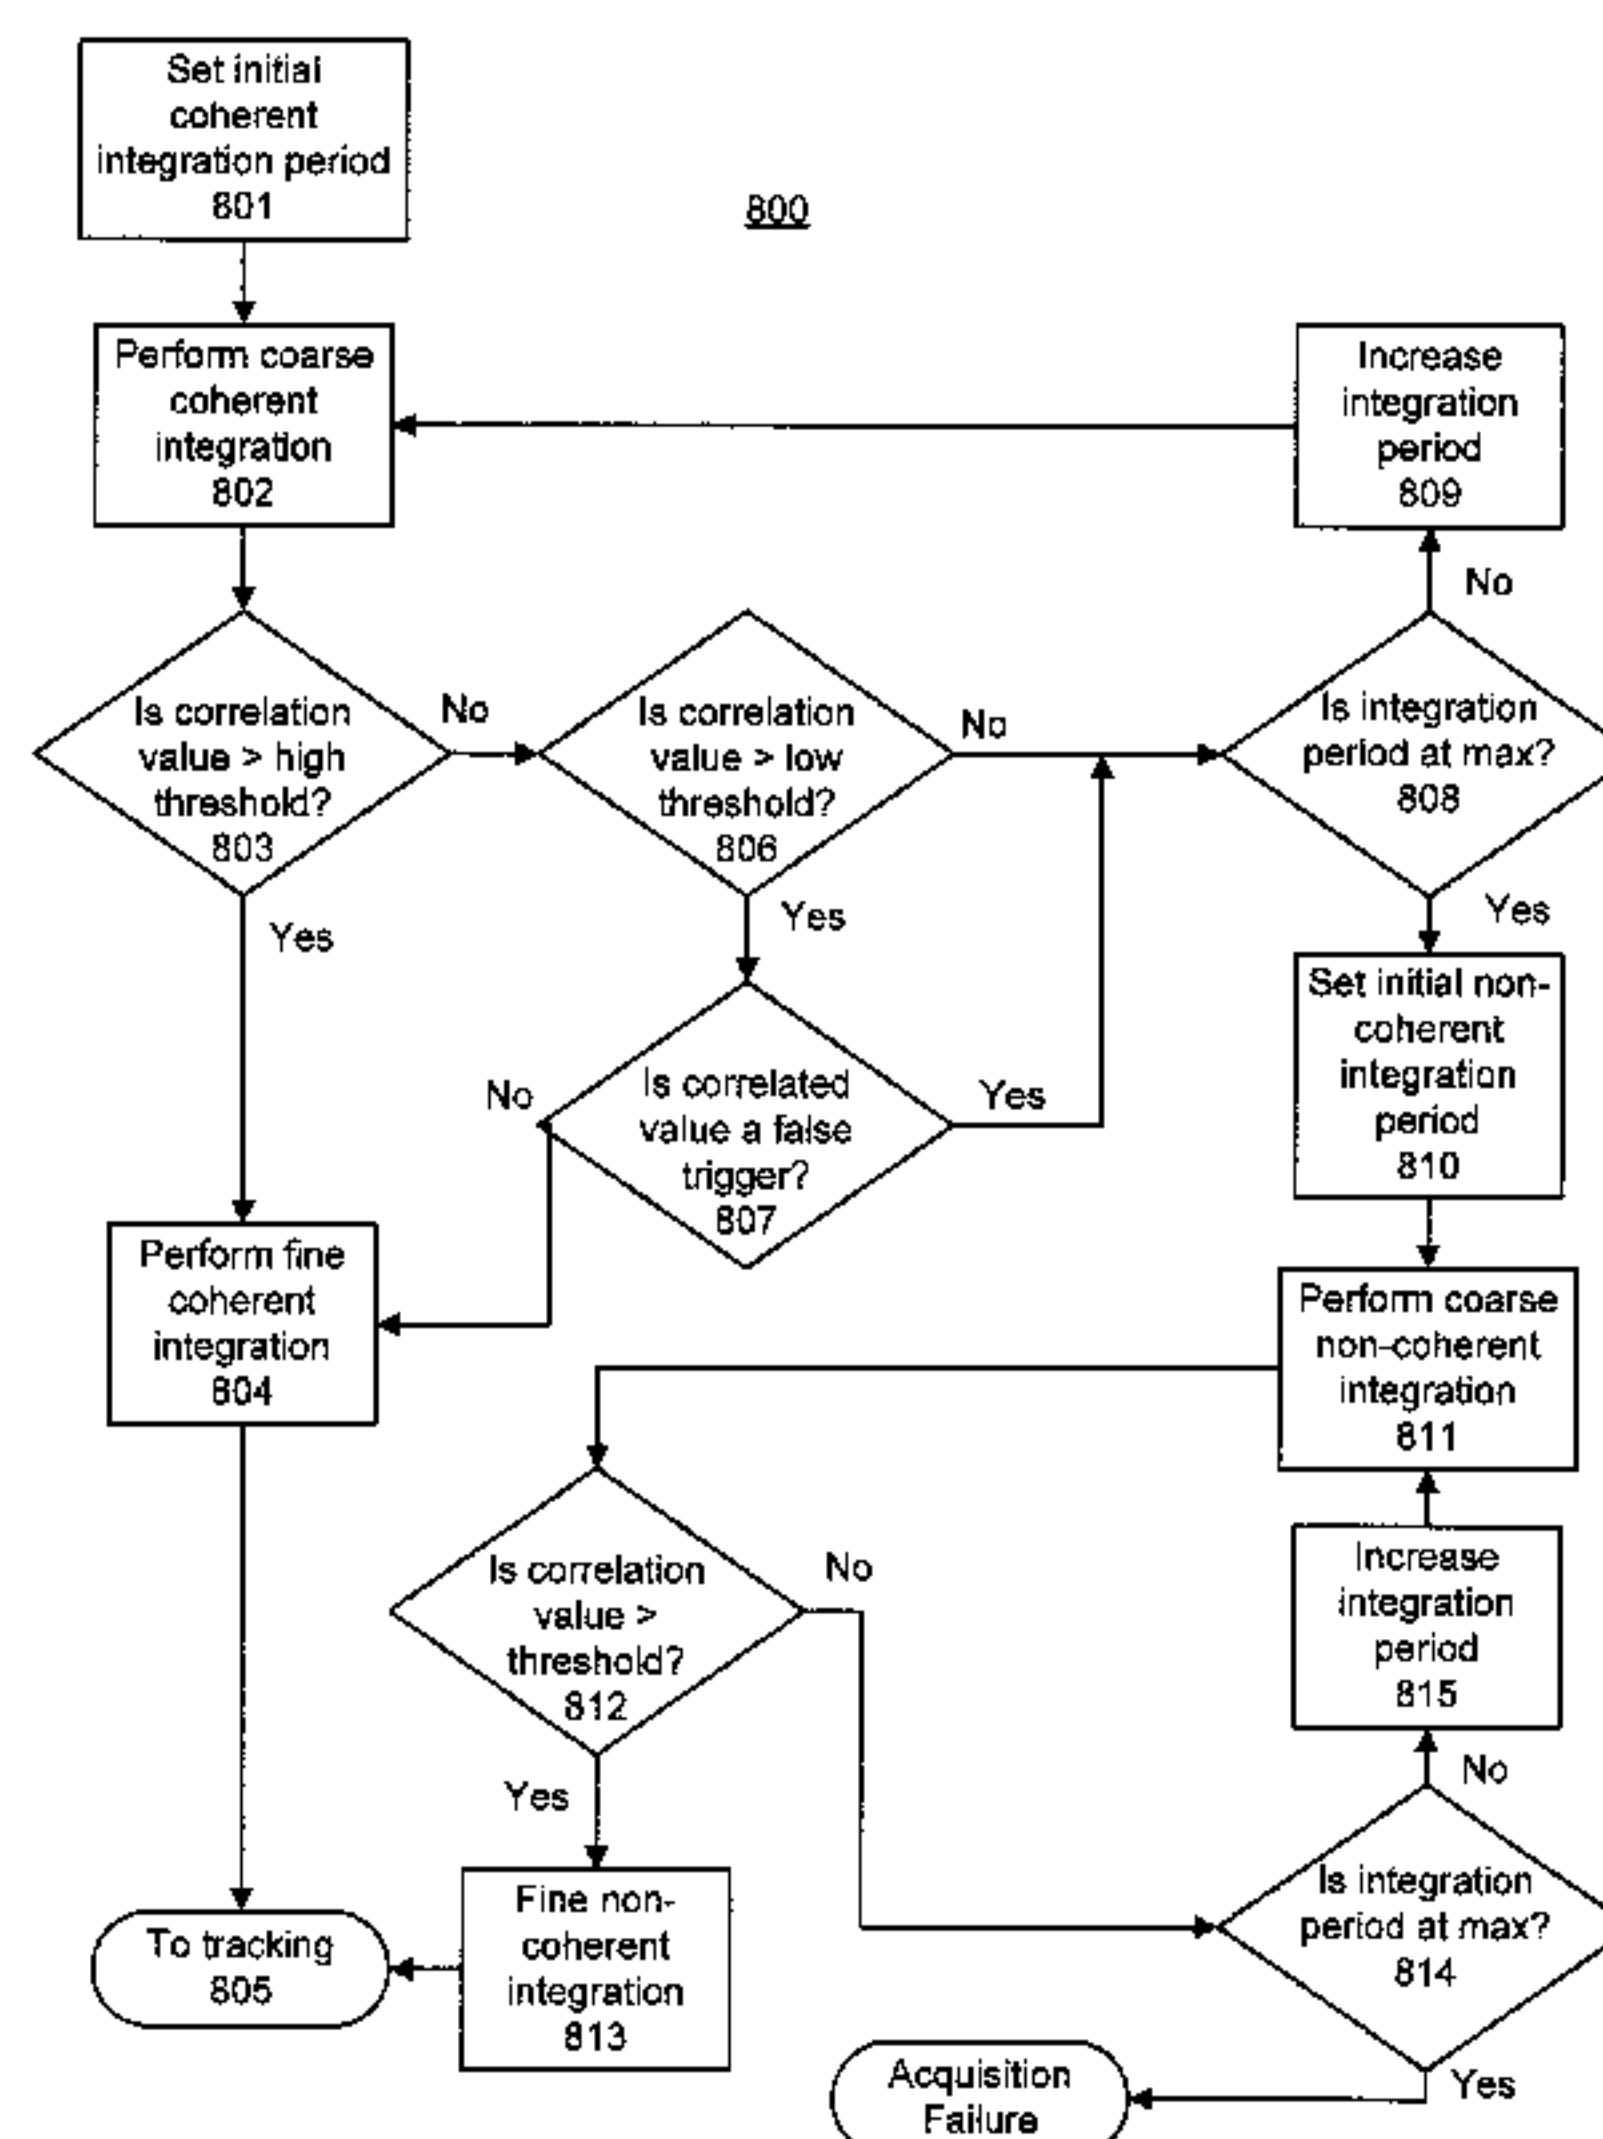 Set initial
coherent
integration period
801
800
Perform coarse
coherent
integration
802
Increase
integration
period
809
No
Is correlation
value > high
threshold?
803
No
Is correlation
value > low
threshold?
806
No
Is integration
period at max?
808
Yes
Yes
Yes
Set initial non-
coherent
integration
period
810
No
Is correlated
value a false
trigger?
807
Yes
Perform fine
coherent
integration
804
Perform coarse
non-coherent
integration
811
Is correlation
value >
threshold?
812
No
Increase
integration
period
815
Yes
No
Fine non-
coherent
integration
813
Is integration
period at max?
814
To tracking
805
Yes
Acquisition
Failure